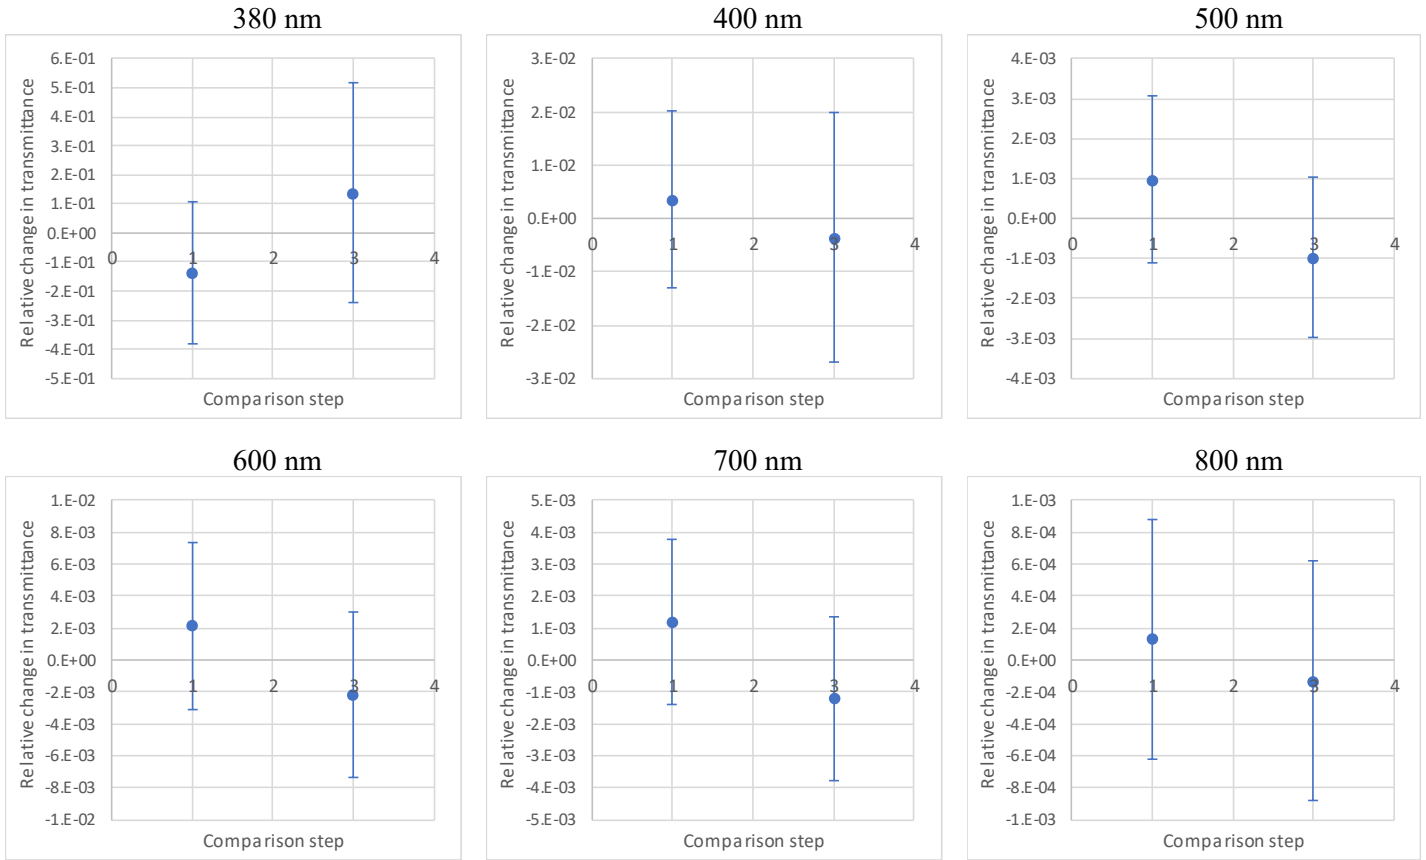 380 nm
6.E-01
5.E-01
4.E-01
3.E-01
2.E-01
1.E-01
0.E+00
-1.E-01
-2.E-01
-3.E-01
-4.E-01
-5.E-01
0 1 2 3 4
Relative change in transmittance
Comparison step
400 nm
3.E-02
2.E-02
1.E-02
0.E+00
-1.E-02
-2.E-02
-3.E-02
0 1 2 3 4
Relative change in transmittance
Comparison step
500 nm
4.E-03
3.E-03
2.E-03
1.E-03
0.E+00
-1.E-03
-2.E-03
-3.E-03
-4.E-03
0 1 2 3 4
Relative change in transmittance
Comparison step
600 nm
1.E-02
8.E-03
6.E-03
4.E-03
2.E-03
0.E+00
-2.E-03
-4.E-03
-6.E-03
-8.E-03
-1.E-02
0 1 2 3 4
Relative change in transmittance
Comparison step
700 nm
5.E-03
4.E-03
3.E-03
2.E-03
1.E-03
0.E+00
-1.E-03
-2.E-03
-3.E-03
-4.E-03
-5.E-03
0 1 2 3 4
Relative change in transmittance
Comparison step
800 nm
1.E-03
8.E-04
6.E-04
4.E-04
2.E-04
0.E+00
-2.E-04
-4.E-04
-6.E-04
-8.E-04
-1.E-03
0 1 2 3 4
Relative change in transmittance
Comparison step